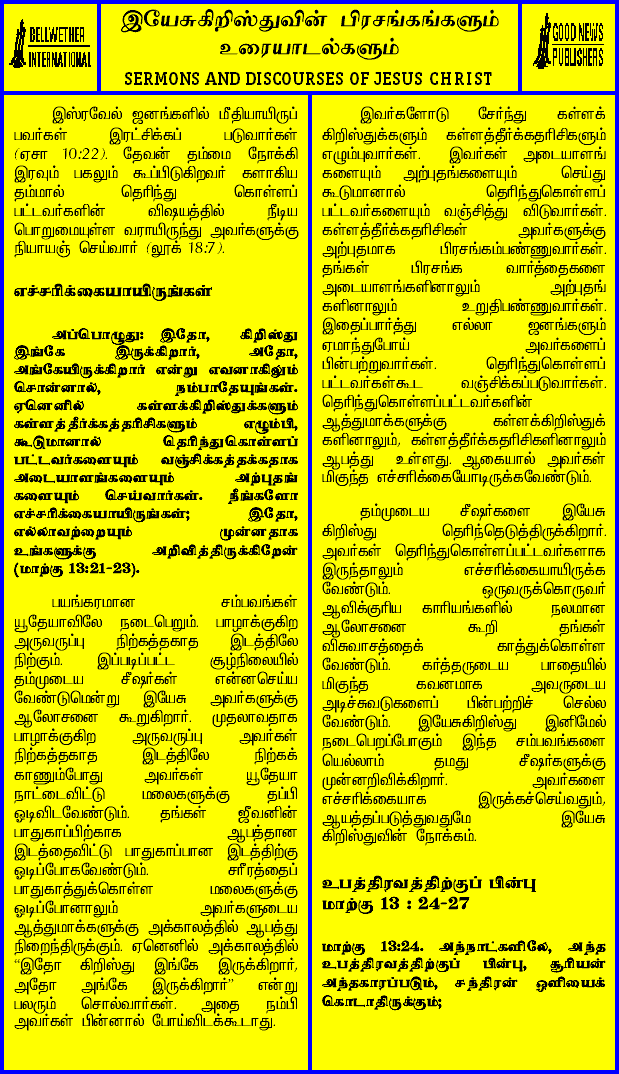 BELLWETHER
INTERNATIONAL
இயேசுகிறிஸ்துவின் பிரசங்கங்களும்
உரையாடல்களும்
SERMONS AND DISCOURSES OF JESUS CHRIST
GOOD NEWS
PUBLISHERS
இஸ்ரவேல் ஜனங்களில் மீதியாயிருப்
பவர்கள் இரட்சிக்கப் படுவார்கள்
(ஏசா 10:22). தேவன் தம்மை நோக்கி
இரவும் பகலும் கூப்பிடுகிறவர் களாகிய
தம்மால் தெரிந்து கொள்ளப்
பட்டவர்களின் விஷயத்தில் நீடிய
பொறுமையுள்ள வராயிருந்து அவர்களுக்கு
நியாயஞ் செய்வார் (லூக் 18:7).
எச்சரிக்கையாயிருங்கள்
அப்பொழுது: இதோ, கிறிஸ்து
இங்கே இருக்கிறார், அதோ,
அங்கேயிருக்கிறார் என்று எவனாகிலும்
சொன்னால், நம்பாதேயுங்கள்.
ஏனெனில் கள்ளக்கிறிஸ்துக்களும்
கள்ளத்தீர்க்கத்தரிசிகளும் எழும்பி,
கூடுமானால் தெரிந்துகொள்ளப்
பட்டவர்களையும் வஞ்சிக்கத்தக்கதாக
அடையாளங்களையும் அற்புதங்
களையும் செய்வார்கள். நீங்களோ
எச்சரிக்கையாயிருங்கள்; இதோ,
எல்லாவற்றையும் முன்னதாக
உங்களுக்கு அறிவித்திருக்கிறேன்
(மாற்கு 13:21-23).
பயங்கரமான சம்பவங்கள்
யூதேயாவிலே நடைபெறும். பாழாக்குகிற
அருவருப்பு நிற்கத்தகாத இடத்திலே
நிற்கும். இப்படிப்பட்ட சூழ்நிலையில்
தம்முடைய சீஷர்கள் என்னசெய்ய
வேண்டுமென்று இயேசு அவர்களுக்கு
ஆலோசனை கூறுகிறார். முதலாவதாக
பாழாக்குகிற அருவருப்பு அவர்கள்
நிற்கத்தகாத இடத்திலே நிற்கக்
காணும்போது அவர்கள் யூதேயா
நாட்டைவிட்டு மலைகளுக்கு தப்பி
ஓடிவிடவேண்டும். தங்கள் ஜீவனின்
பாதுகாப்பிற்காக ஆபத்தான
இடத்தைவிட்டு பாதுகாப்பான இடத்திற்கு
ஓடிப்போகவேண்டும். சரீரத்தைப்
பாதுகாத்துக்கொள்ள மலைகளுக்கு
ஓடிப்போனாலும் அவர்களுடைய
ஆத்துமாக்களுக்கு அக்காலத்தில் ஆபத்து
நிறைந்திருக்கும். ஏனெனில் அக்காலத்தில்
“இதோ கிறிஸ்து இங்கே இருக்கிறார்,
அதோ அங்கே இருக்கிறார்” என்று
பலரும் சொல்வார்கள். அதை நம்பி
அவர்கள் பின்னால் போய்விடக்கூடாது.
இவர்களோடு சேர்ந்து கள்ளக்
கிறிஸ்துக்களும் கள்ளத்தீர்க்கதரிசிகளும்
எழும்புவார்கள். இவர்கள் அடையாளங்
களையும் அற்புதங்களையும் செய்து
கூடுமானால் தெரிந்துகொள்ளப்
பட்டவர்களையும் வஞ்சித்து விடுவார்கள்.
கள்ளத்தீர்க்கதரிசிகள் அவர்களுக்கு
அற்புதமாக பிரசங்கம்பண்ணுவார்கள்.
தங்கள் பிரசங்க வார்த்தைகளை
அடையாளங்களினாலும் அற்புதங்
களினாலும் உறுதிபண்ணுவார்கள்.
இதைப்பார்த்து எல்லா ஜனங்களும்
ஏமாந்துபோய் அவர்களைப்
பின்பற்றுவார்கள். தெரிந்துகொள்ளப்
பட்டவர்கள்கூட வஞ்சிக்கப்படுவார்கள்.
தெரிந்துகொள்ளப்பட்டவர்களின்
ஆத்துமாக்களுக்கு கள்ளக்கிறிஸ்துக்
களினாலும், கள்ளத்தீர்க்கதரிசிகளினாலும்
ஆபத்து உள்ளது. ஆகையால் அவர்கள்
மிகுந்த எச்சரிக்கையோடிருக்கவேண்டும்.
தம்முடைய சீஷர்களை இயேசு
கிறிஸ்து தெரிந்தெடுத்திருக்கிறார்.
அவர்கள் தெரிந்துகொள்ளப்பட்டவர்களாக
இருந்தாலும் எச்சரிக்கையாயிருக்க
வேண்டும். ஒருவருக்கொருவர்
ஆவிக்குரிய காரியங்களில் நலமான
ஆலோசனை கூறி தங்கள்
விசுவாசத்தைக் காத்துக்கொள்ள
வேண்டும். கர்த்தருடைய பாதையில்
மிகுந்த கவனமாக அவருடைய
அடிச்சுவடுகளைப் பின்பற்றிச் செல்ல
வேண்டும். இயேசுகிறிஸ்து இனிமேல்
நடைபெறப்போகும் இந்த சம்பவங்களை
யெல்லாம் தமது சீஷர்களுக்கு
முன்னறிவிக்கிறார். அவர்களை
எச்சரிக்கையாக இருக்கச்செய்வதும்,
ஆயத்தப்படுத்துவதுமே இயேசு
கிறிஸ்துவின் நோக்கம்.
உபத்திரவத்திற்குப் பின்பு
மாற்கு 13 : 24-27
மாற்கு 13:24. அந்நாட்களிலே, அந்த
உபத்திரவத்திற்குப் பின்பு, சூரியன்
அந்தகாரப்படும், சந்திரன் ஒளியைக்
கொடாதிருக்கும்;